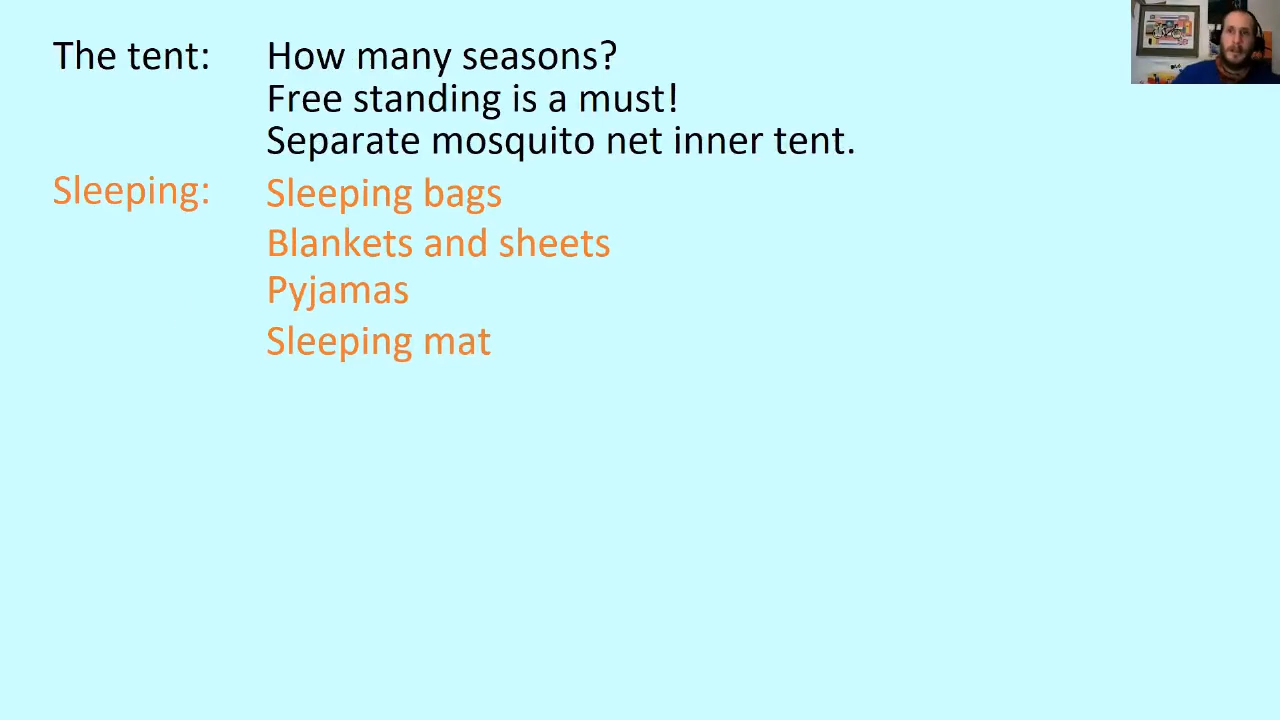 The tent: How many seasons?
Free standing is a must!
Separate mosquito net inner tent.
Sleeping: Sleeping bags
Blankets and sheets
Pyjamas
Sleeping mat